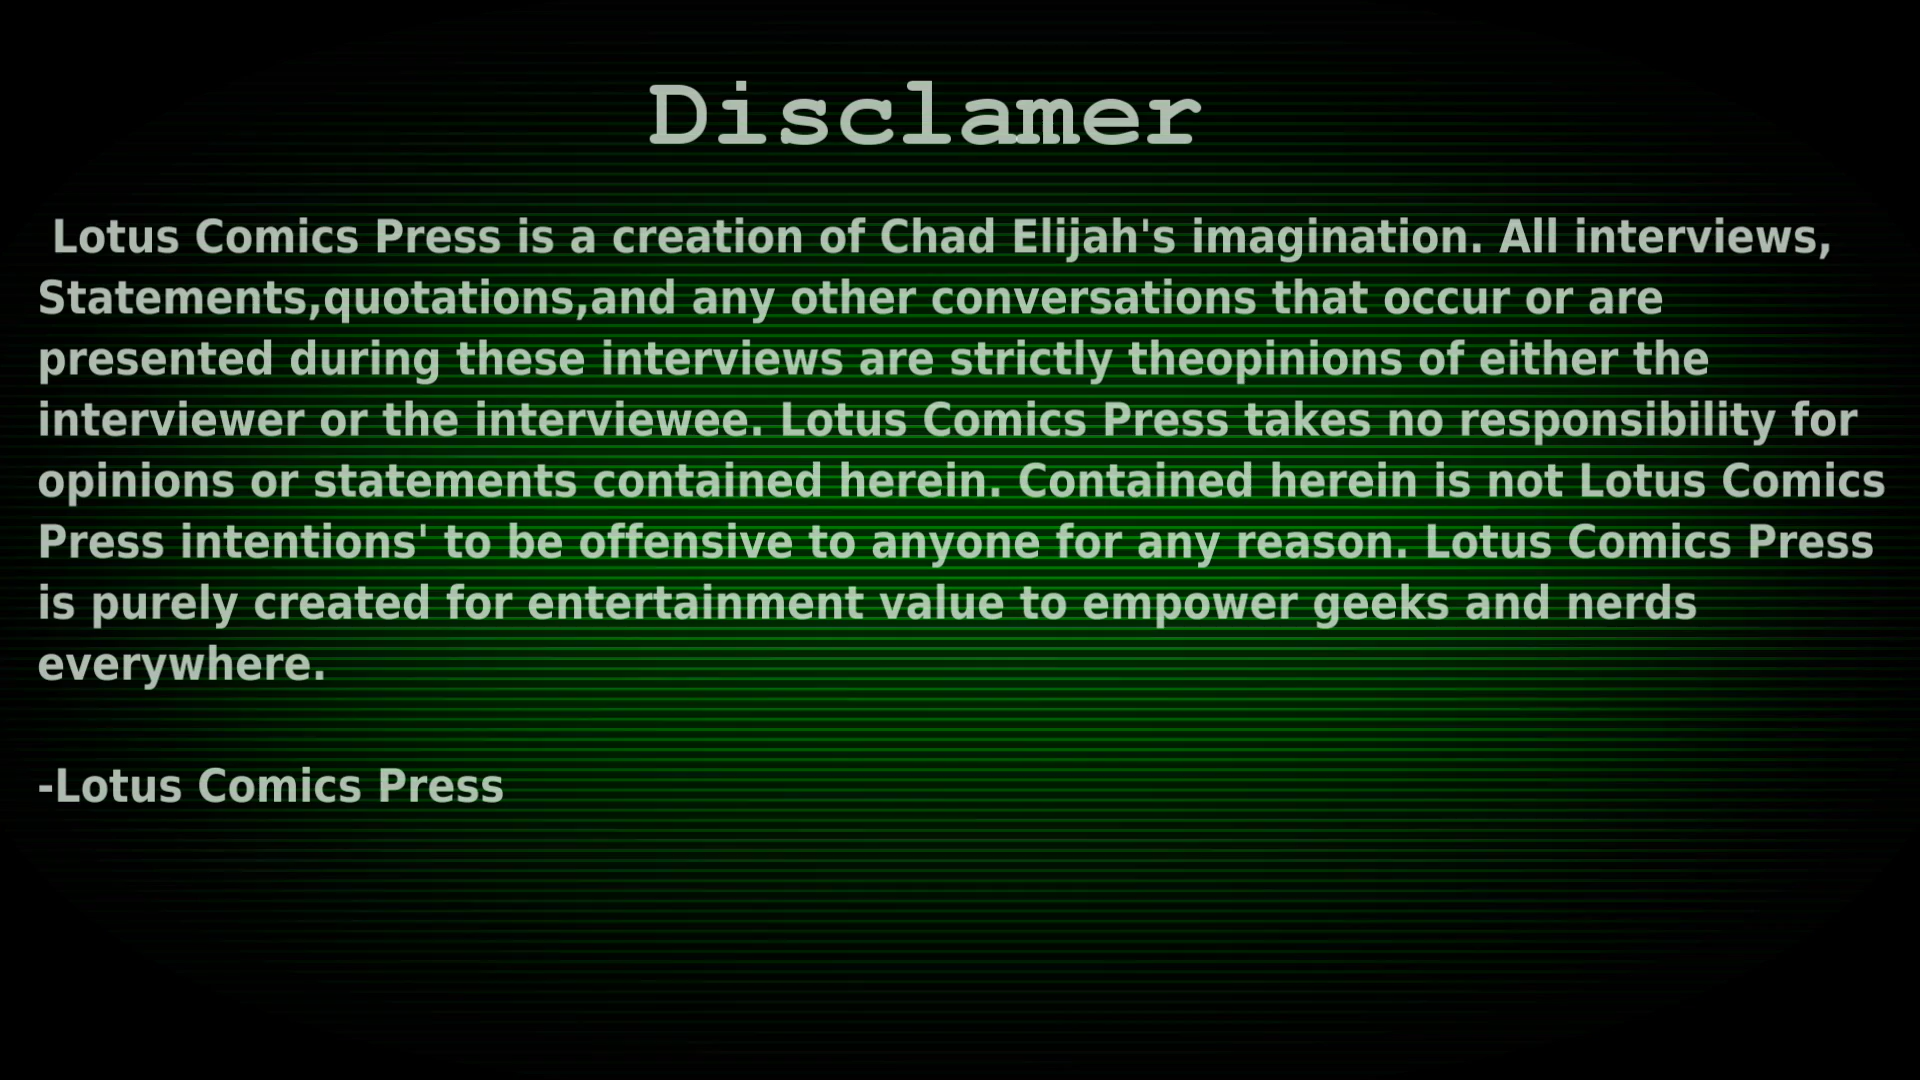 Disclamer
Lotus Comics Press is a creation of Chad Elijah's imagination. All interviews,
Statements,quotations,and any other conversations that occur or are
presented during these interviews are strictly theopinions of either the
interviewer or the interviewee. Lotus Comics Press takes no responsibility for
opinions or statements contained herein. Contained herein is not Lotus Comics
Press intentions' to be offensive to anyone for any reason. Lotus Comics Press
is purely created for entertainment value to empower geeks and nerds
everywhere.
-Lotus Comics Press